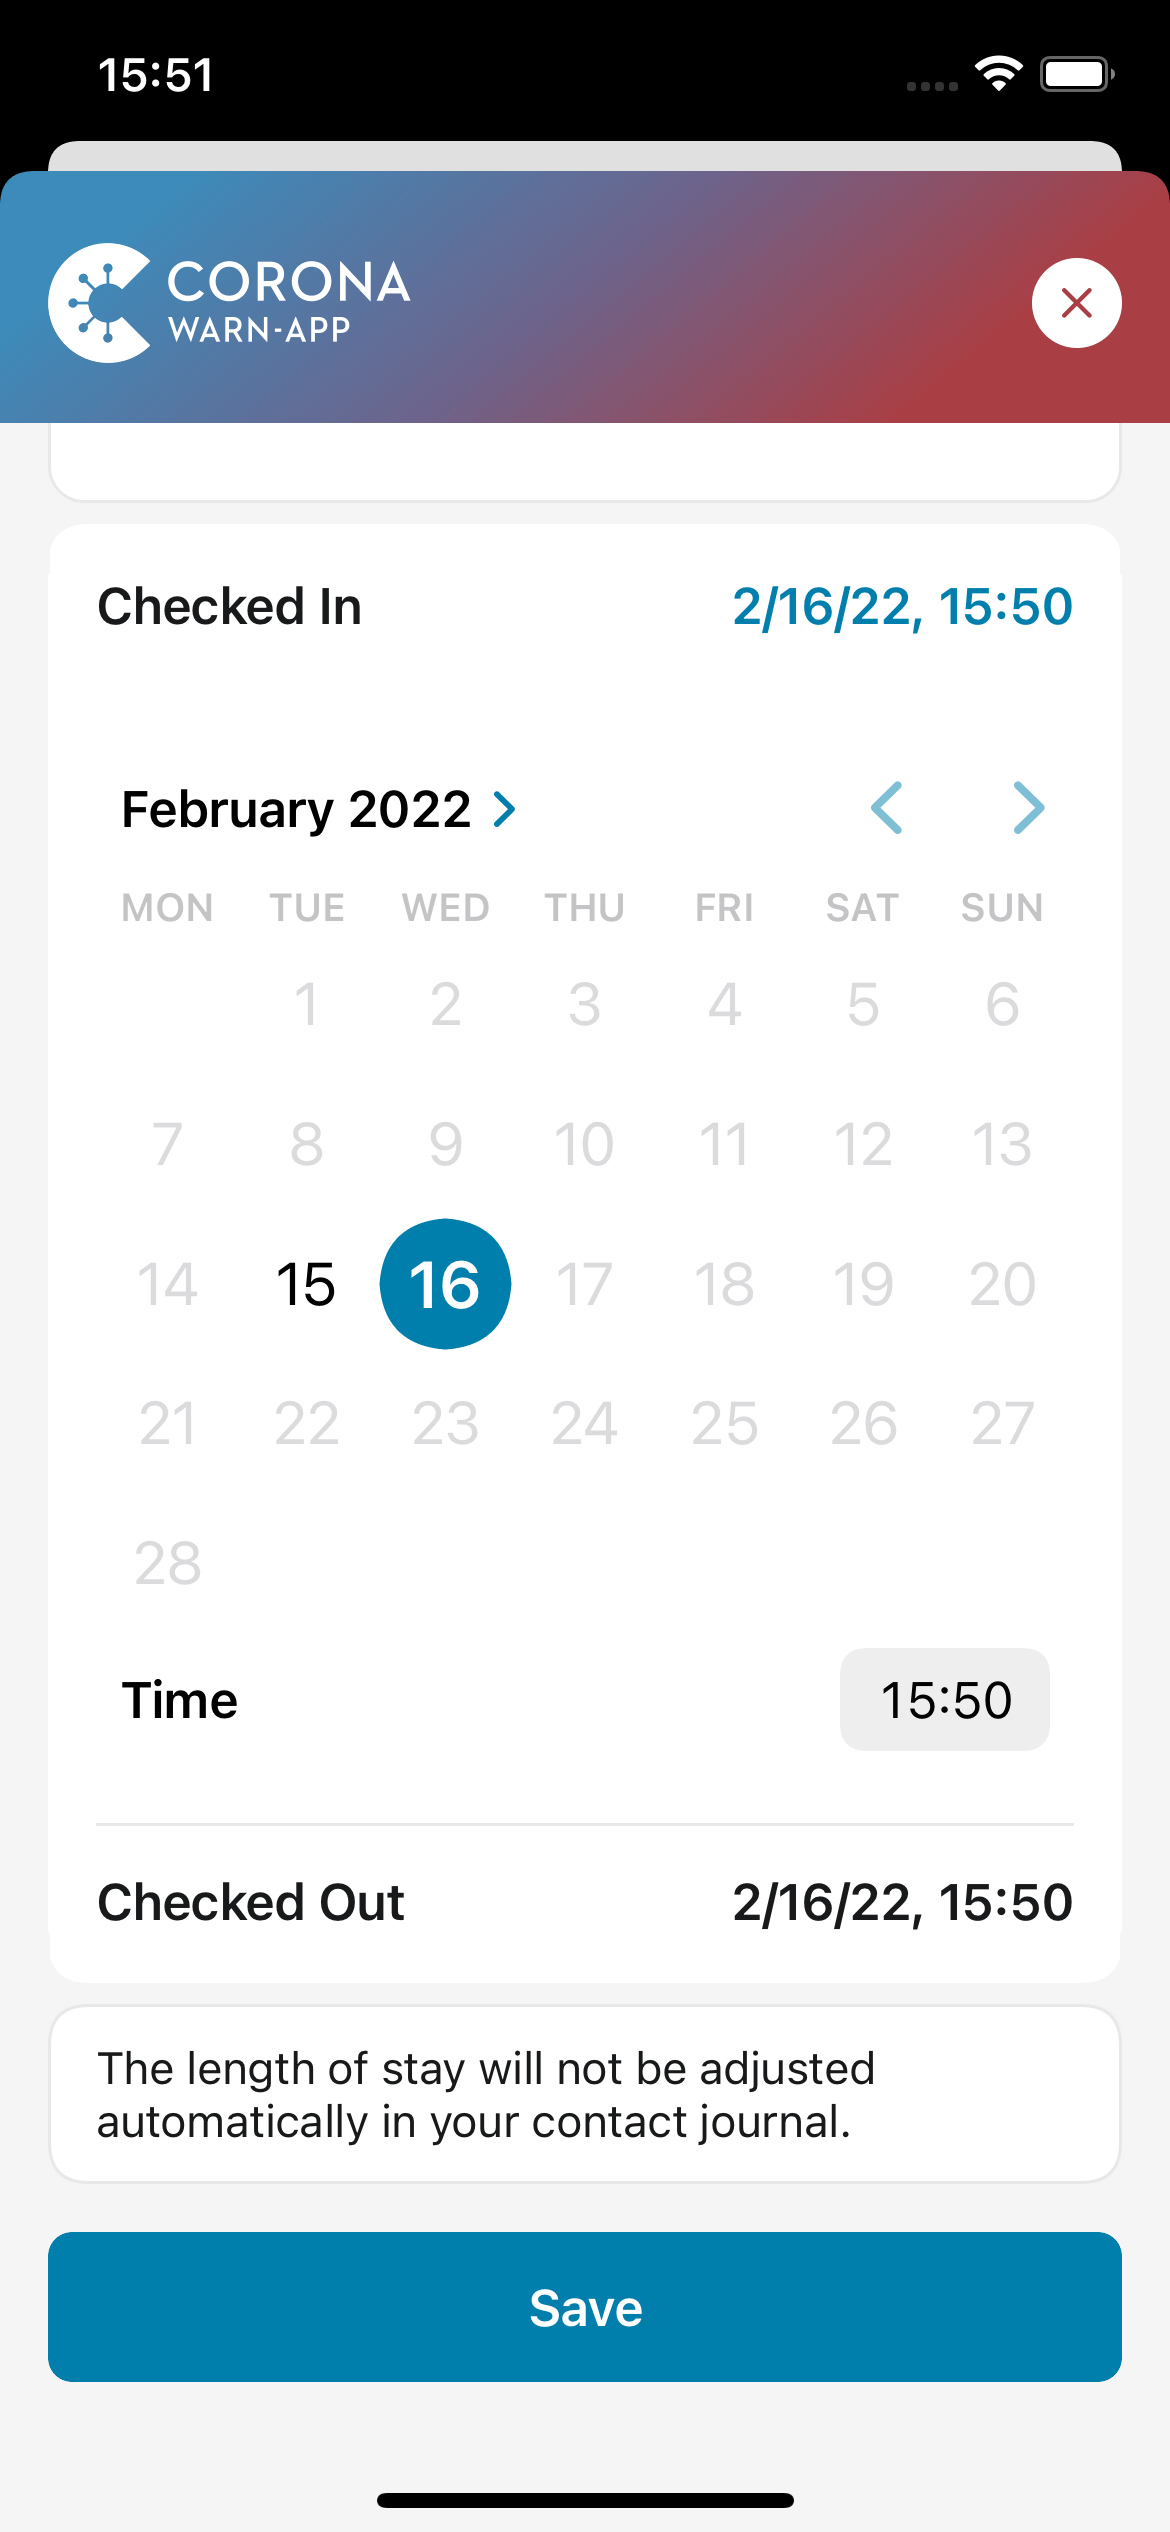 15:51
CORONA
WARN-APP
Checked In 2/16/22, 15:50
February 2022
MON TUE WED THU FRI SAT SUN
1 2 3 4 5 6
7 8 9 10 11 12 13
14 15 16 17 18 19 20
21 22 23 24 25 26 27
28
Time 15:50
Checked Out 2/16/22, 15:50
The length of stay will not be adjusted
automatically in your contact journal.
Save